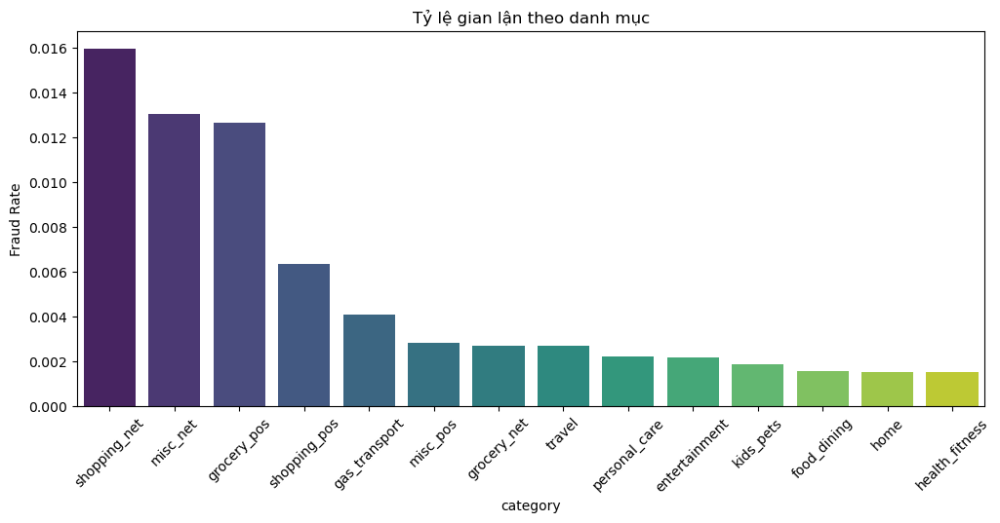 Tỷ lệ gian lận theo danh mục
Fraud Rate
0.016
0.014
0.012
0.010
0.008
0.006
0.004
0.002
0.000
shopping_net
misc_net
grocery_pos
shopping_pos
gas_transport
misc_pos
grocery_net
travel
personal_care
entertainment
kids_pets
food_dining
home
health_fitness
category